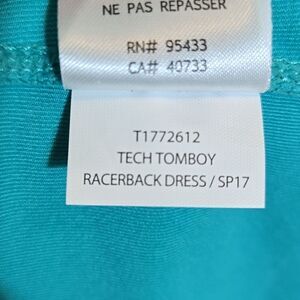 NE PAS REPASSER
RN# 95433
CA# 40733
T1772612
TECH TOMBOY
RACERBACK DRESS / SP17